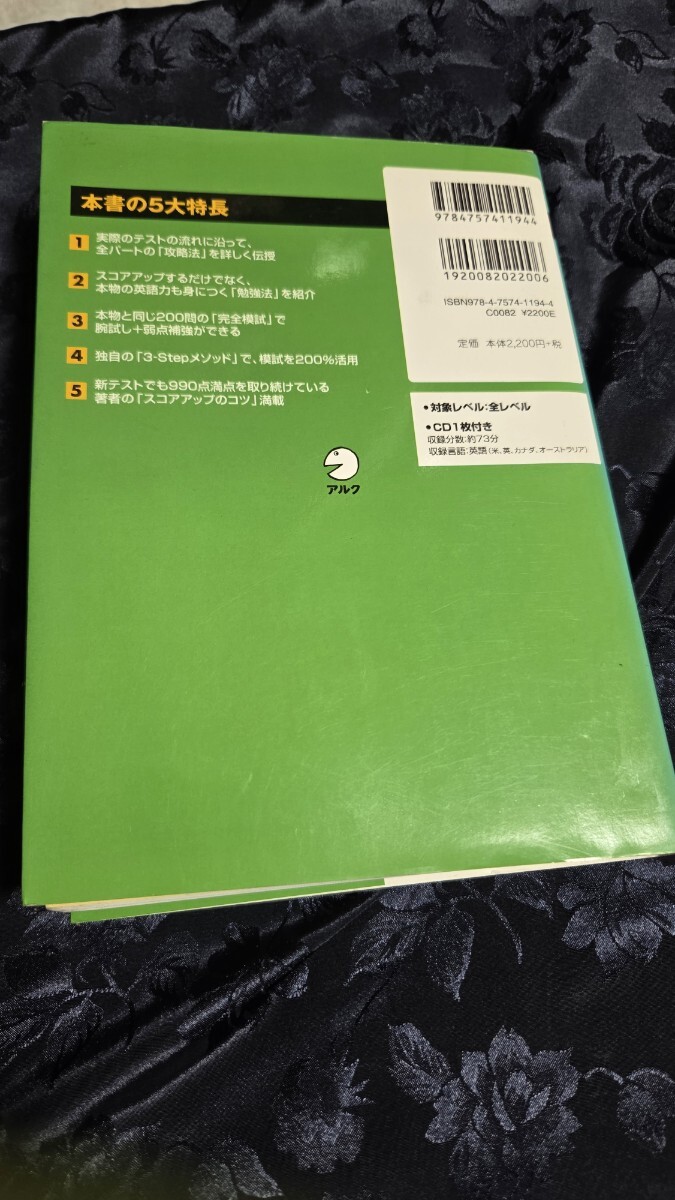 本書の5大特長
1 実際のテストの流れに沿って、
全パートの「攻略法」を詳しく伝授
2 スコアアップするだけでなく、
本物の英語力も身につく「勉強法」を紹介
3 本物と同じ200問の「完全模試」で
腕試し+弱点補強ができる
4 独自の「3-Stepメソッド」で、模試を200%活用
5 新テストでも990点満点を取り続けている
著者の「スコアアップのコツ」満載
アルク
9784757411944
1920082022006
ISBN978-4-7574-1194-4
C0082 ¥2200E
定価 本体2,200円+税
・対象レベル:全レベル
・CD1枚付き
収録分数:約73分
収録言語:英語(米、英、カナダ、オーストラリア)